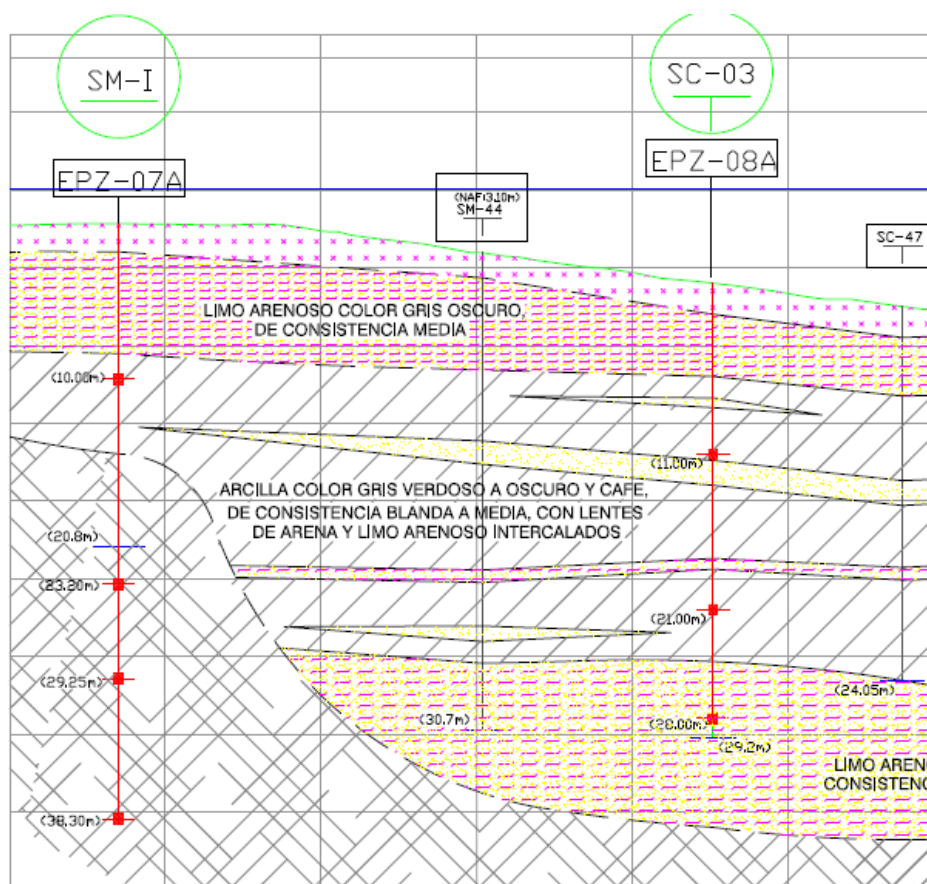 SM-I
SC-03
EPZ-07A
EPZ-08A
(NAF:3.10m)
SM-44
SC-47
LIMO ARENOSO COLOR GRIS OSCURO,
DE CONSISTENCIA MEDIA
(10.00m)
(11.00m)
ARCILLA COLOR GRIS VERDOSO A OSCURO Y CAFE,
DE CONSISTENCIA BLANDA A MEDIA, CON LENTES
DE ARENA Y LIMO ARENOSO INTERCALADOS
(20.8m)
(23.20m)
(21.00m)
(29.25m)
(24.05m)
(30.7m)
(28.00m)
(29.2m)
LIMO AREN
CONSISTENC
(38.30m)